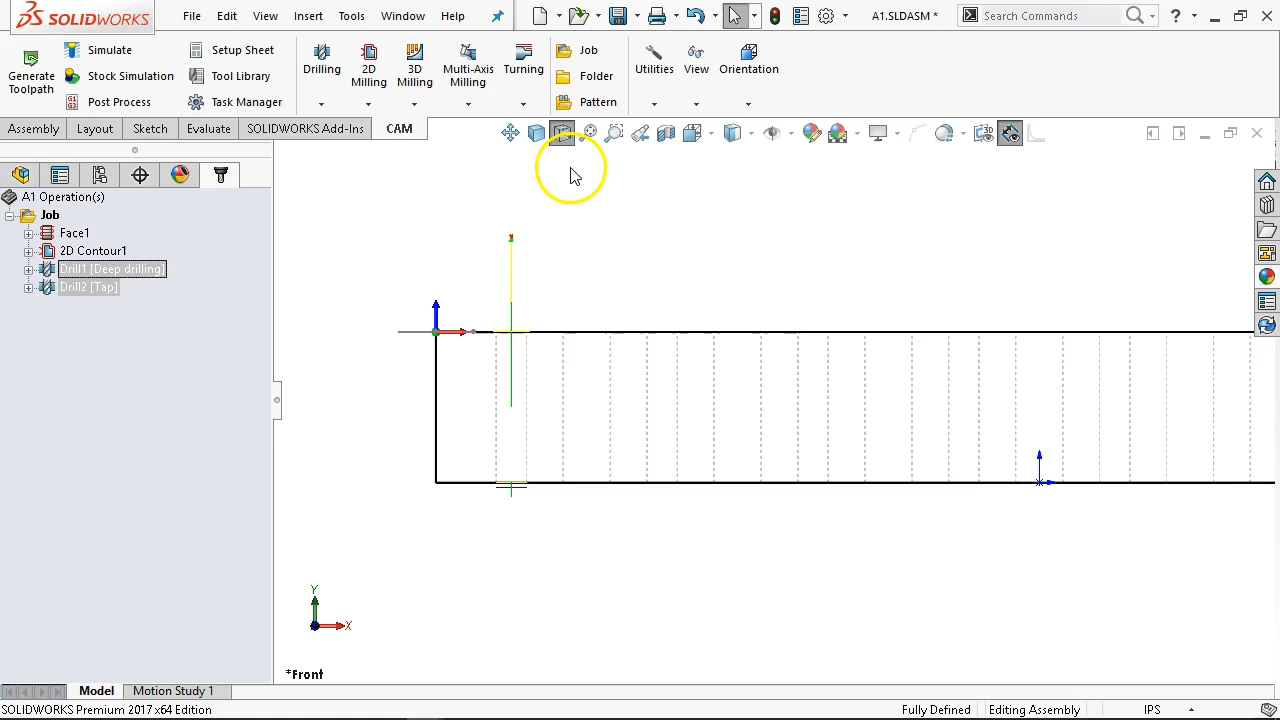 SOLIDWORKS File Edit View Insert Tools Window Help A1.SLDASM * Search Commands ?
Simulate Setup Sheet Job
Generate Toolpath Stock Simulation Tool Library Drilling 2D Milling 3D Milling Multi-Axis Milling Turning Folder Utilities View Orientation
G1 G3 Post Process Task Manager Pattern
Assembly Layout Sketch Evaluate SOLIDWORKS Add-Ins CAM
A1 Operation(s)
Job
Face1
2D Contour1
Drill1 [Deep drilling]
Drill2 [Tap]
Y
X
*Front
Model Motion Study 1
SOLIDWORKS Premium 2017 x64 Edition Fully Defined Editing Assembly IPS